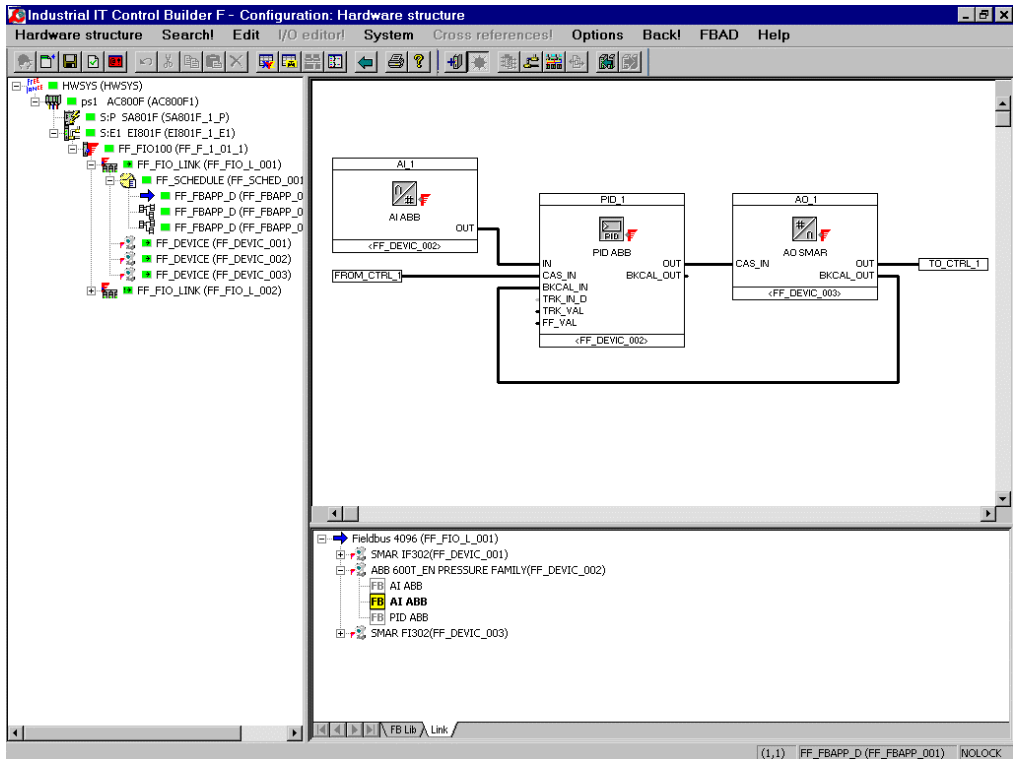 Industrial IT Control Builder F - Configuration: Hardware structure
Hardware structure Search! Edit I/O editor! System Cross references! Options Back! FBAD Help
HWSYS (HWSYS)
ps1 AC800F (AC800F1)
S:P SA801F (SA801F_1_P)
S:E1 EI801F (EI801F_1_E1)
FF_FIO100 (FF_F_1_01_1)
FF_FIO_LINK (FF_FIO_L_001)
FF_SCHEDULE (FF_SCHED_001
FF_FBAPP_D (FF_FBAPP_0
FF_FBAPP_D (FF_FBAPP_0
FF_FBAPP_D (FF_FBAPP_0
FF_DEVICE (FF_DEVIC_001)
FF_DEVICE (FF_DEVIC_002)
FF_DEVICE (FF_DEVIC_003)
FF_FIO_LINK (FF_FIO_L_002)
AI_1
AI ABB
OUT
<FF_DEVIC_002>
FROM_CTRL_1
PID_1
PID
PID ABB
IN OUT
CAS_IN BKCAL_OUT
BKCAL_IN
TRK_IN_D
TRK_VAL
FF_VAL
<FF_DEVIC_002>
AO_1
AO SMAR
CAS_IN OUT
BKCAL_OUT
<FF_DEVIC_003>
TO_CTRL_1
Fieldbus 4096 (FF_FIO_L_001)
SMAR IF302(FF_DEVIC_001)
ABB 600T_EN PRESSURE FAMILY(FF_DEVIC_002)
FB AI ABB
FB AI ABB
FB PID ABB
SMAR FI302(FF_DEVIC_003)
FB Lib Link
(1,1) FF_FBAPP_D (FF_FBAPP_001) NOLOCK